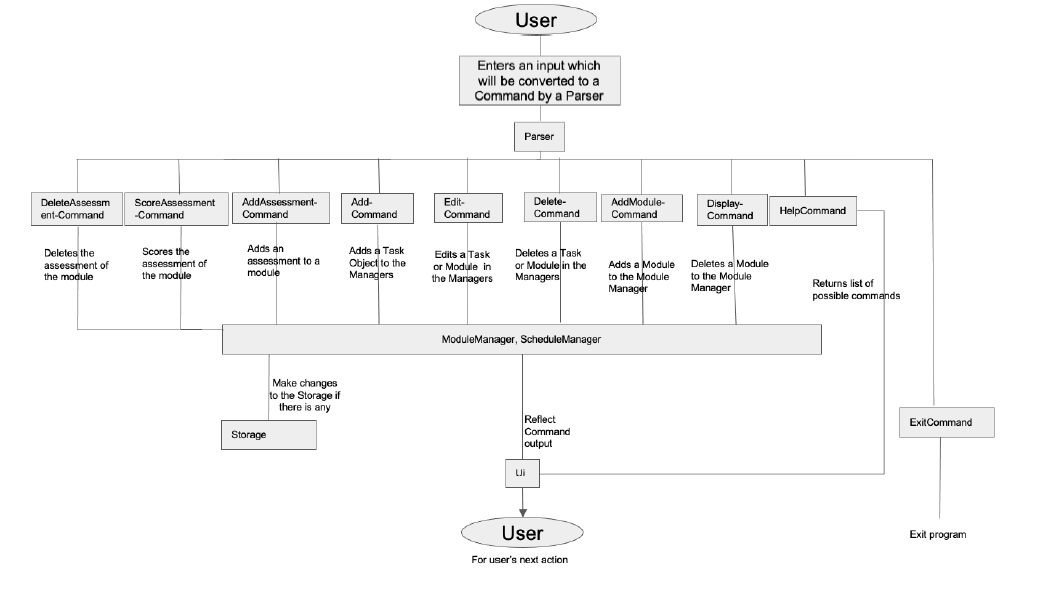 User
Enters an input which
will be converted to a
Command by a Parser
Parser
DeleteAssessm
ent-Command
ScoreAssessment
-Command
AddAssessment-
Command
Add-
Command
Edit-
Command
Delete-
Command
AddModule-
Command
Display-
Command
HelpCommand
Deletes the
assessment of
the module
Scores the
assessment of
the module
Adds an
assessment to a
module
Adds a Task
Object to the
Managers
Edits a Task
or Module in
the Managers
Deletes a Task
or Module in the
Managers
Adds a Module
to the Module
Manager
Deletes a Module
to the Module
Manager
Returns list of
possible commands
ModuleManager, ScheduleManager
Make changes
to the Storage if
there is any
Storage
Reflect
Command
output
ExitCommand
Ui
User
For user's next action
Exit program